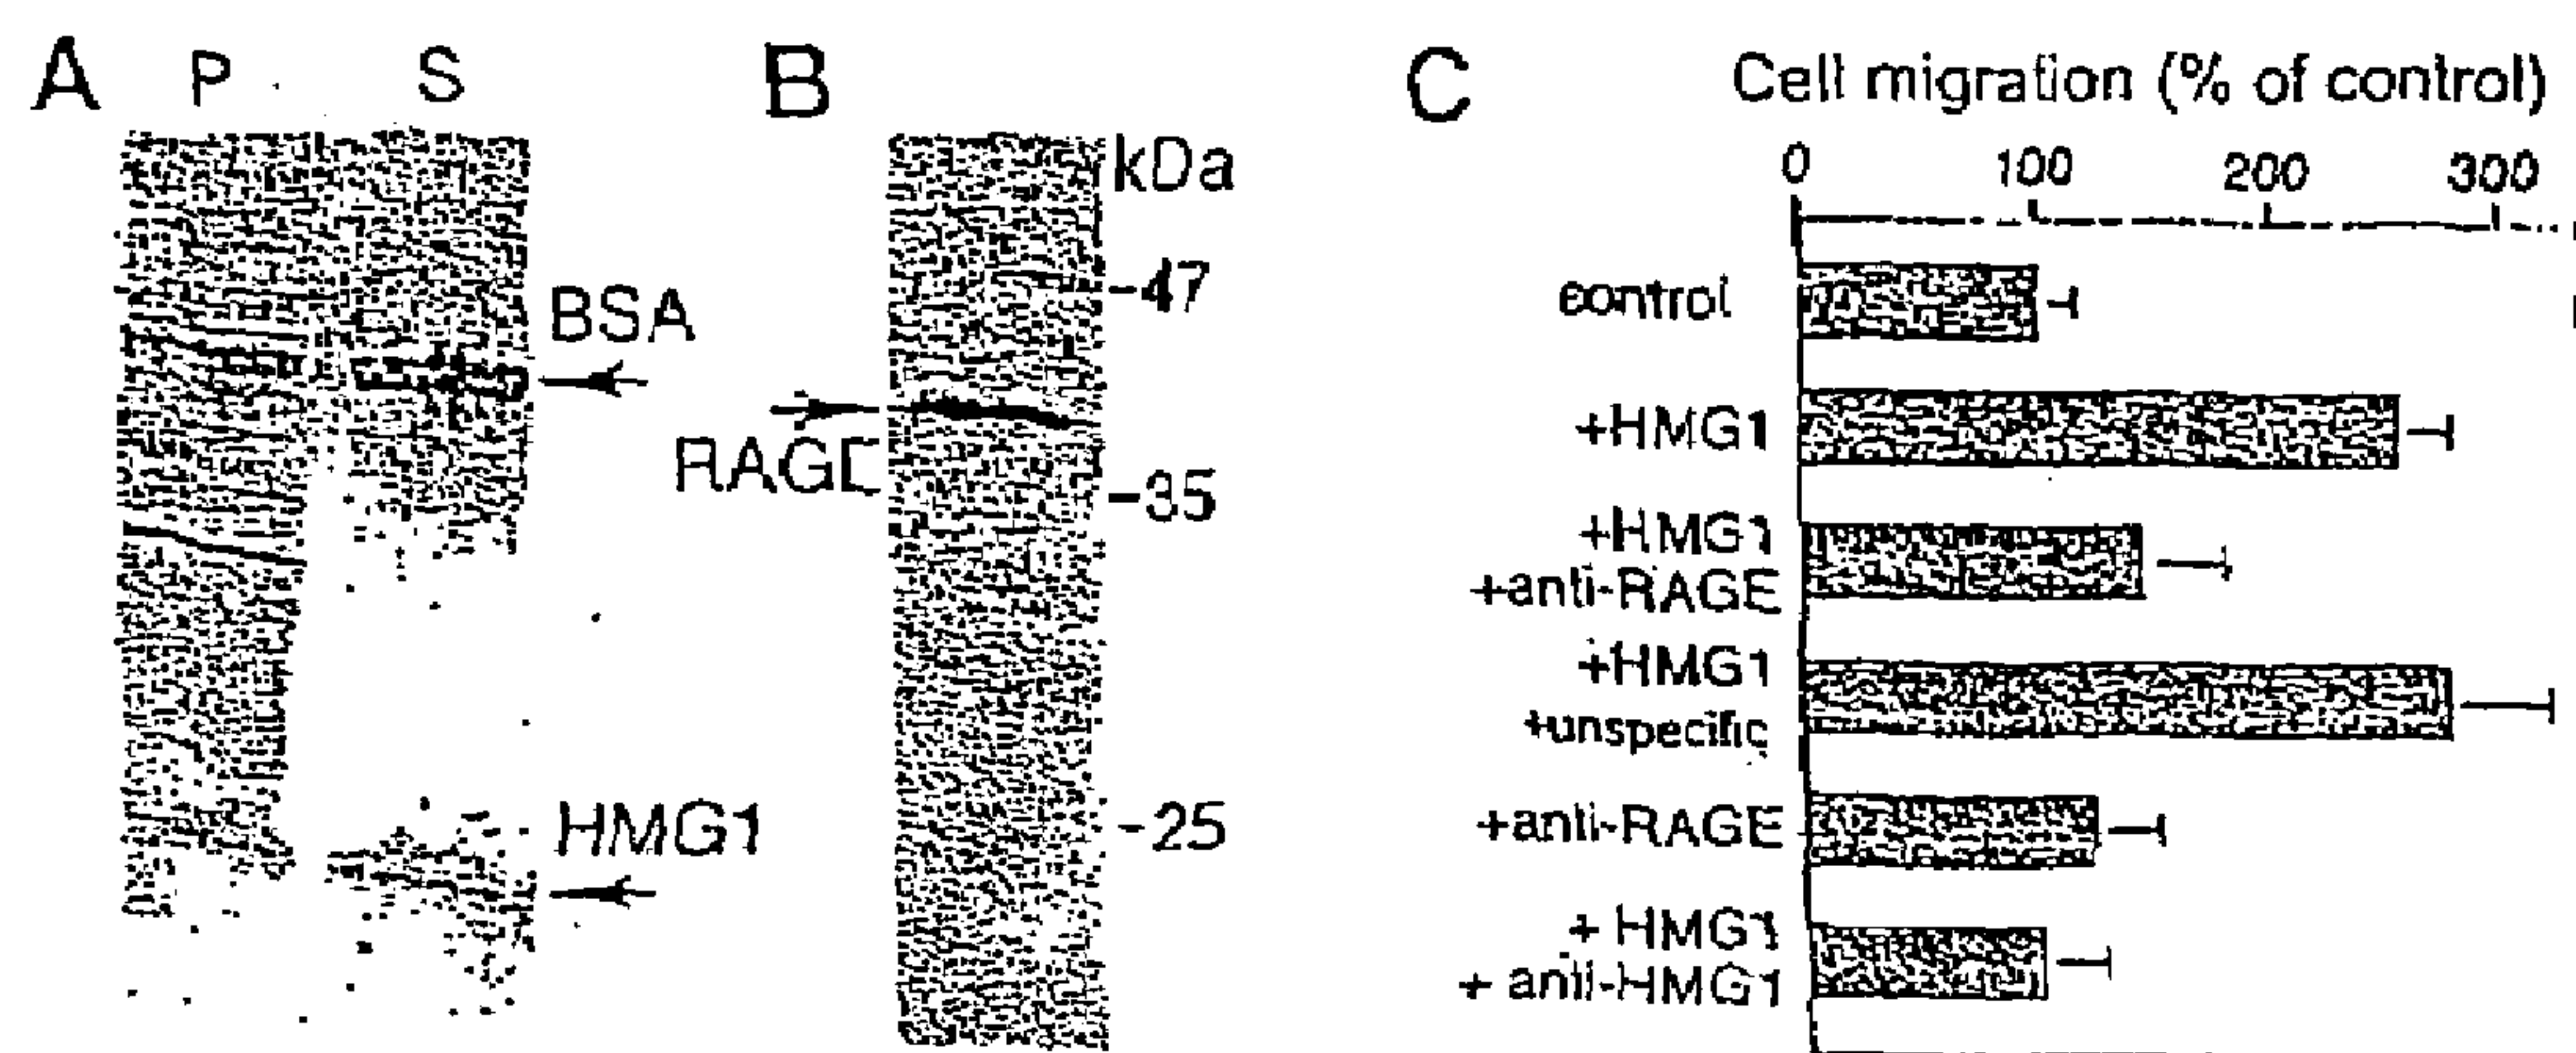 A P S
BSA
HMG1
B
kDa
-47
RAGE
-35
-25
C
Cell migration (% of control)
0 100 200 300
control
+HMG1
+HMG1
+anti-RAGE
+HMG1
+unspecific
+anti-RAGE
+ HMG1
+ anti-HMG1